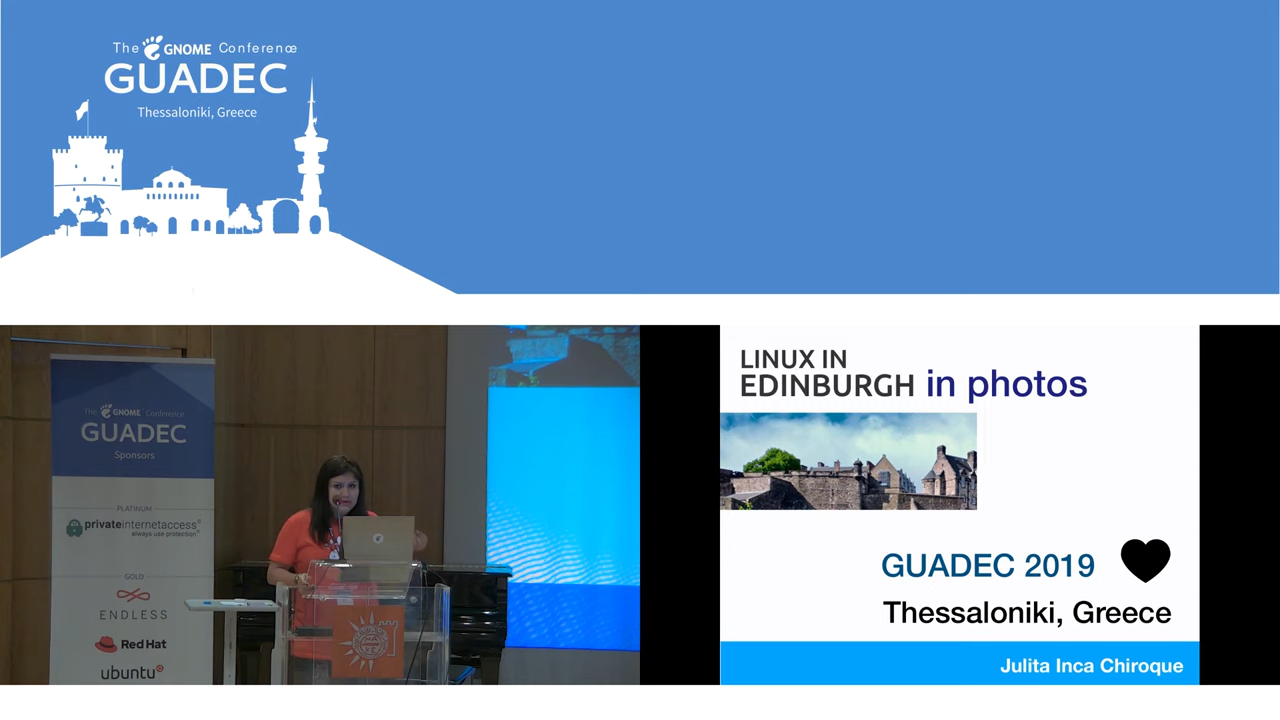 The GNOME Conference
GUADEC
Thessaloniki, Greece
The GNOME Conference
GUADEC
Sponsors
PLATINUM
privateinternetaccess®
always use protection®
GOLD
ENDLESS
Red Hat
ubuntu
LINUX IN
EDINBURGH in photos
GUADEC 2019
Thessaloniki, Greece
Julita Inca Chiroque